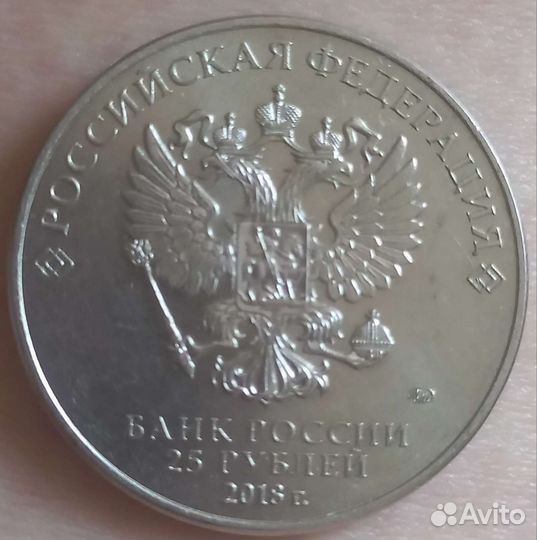 РОССИЙСКАЯ ФЕДЕРАЦИЯ
БАНК РОССИИ
25 РУБЛЕЙ
2018 г.
Avito